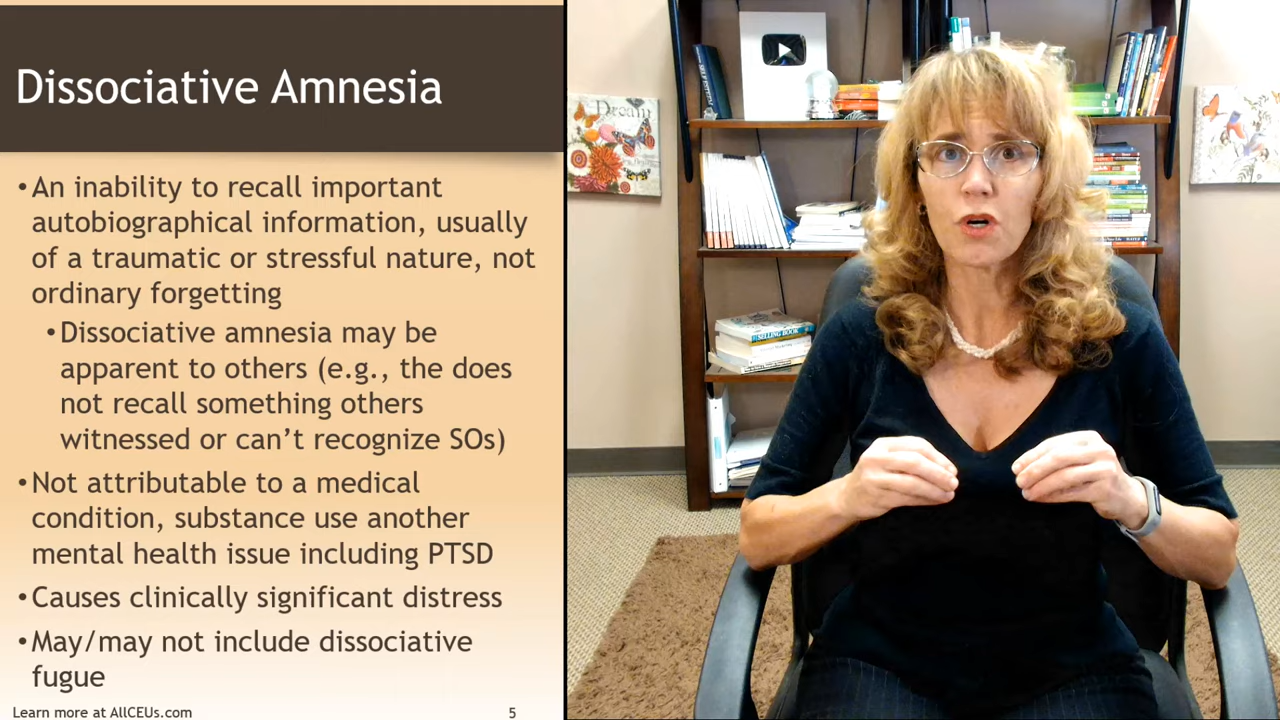 Dissociative Amnesia
•An inability to recall important
autobiographical information, usually
of a traumatic or stressful nature, not
ordinary forgetting
•Dissociative amnesia may be
apparent to others (e.g., the does
not recall something others
witnessed or can't recognize SOs)
•Not attributable to a medical
condition, substance use another
mental health issue including PTSD
•Causes clinically significant distress
•May/may not include dissociative
fugue
Learn more at AllCEUs.com
5
Dream
SELLING BOOK